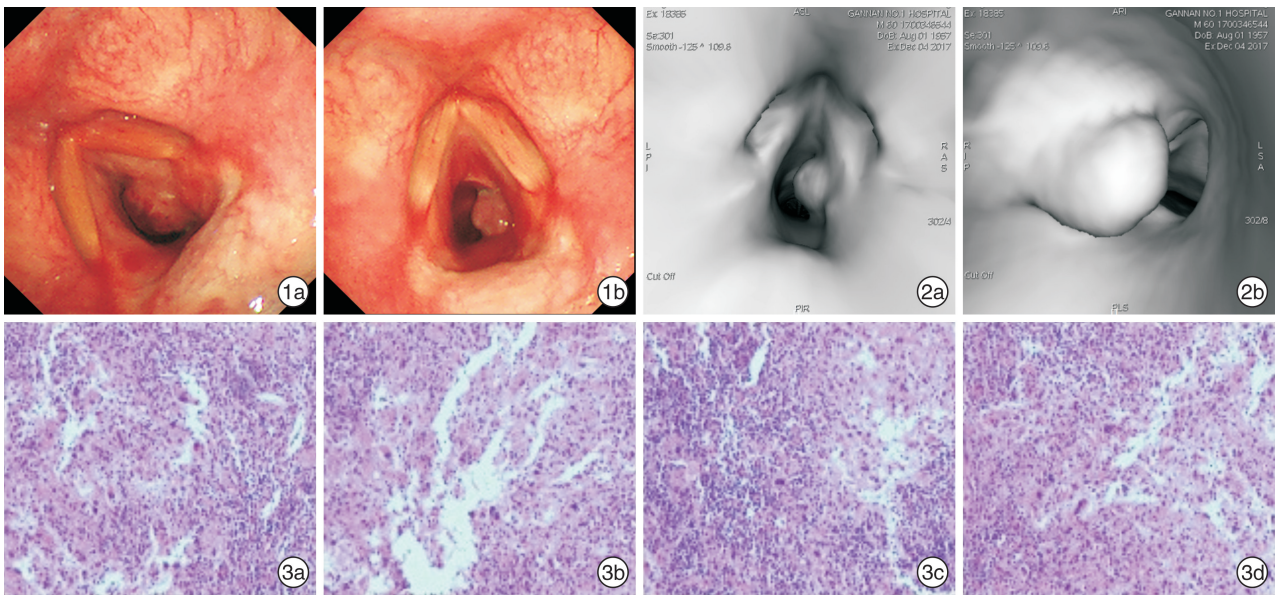 1a
1b
Ex: 18395
ASL
GANNAN NO.1 HOSPITAL
M 60 1700346544
Se:301
DoB: Aug 01 1957
Smooth -125 ^ 109.6
Ex:Dec 04 2017
L
P
I
R
A
S
302/4
Cut Off
PIR
2a
Ex: 18395
ARI
GANNAN NO.1 HOSPITAL
M 60 1700346544
Se:301
DoB: Aug 01 1957
Smooth -125 ^ 109.6
Ex:Dec 04 2017
R
I
P
L
S
A
302/8
Cut Off
PLS
2b
3a
3b
3c
3d